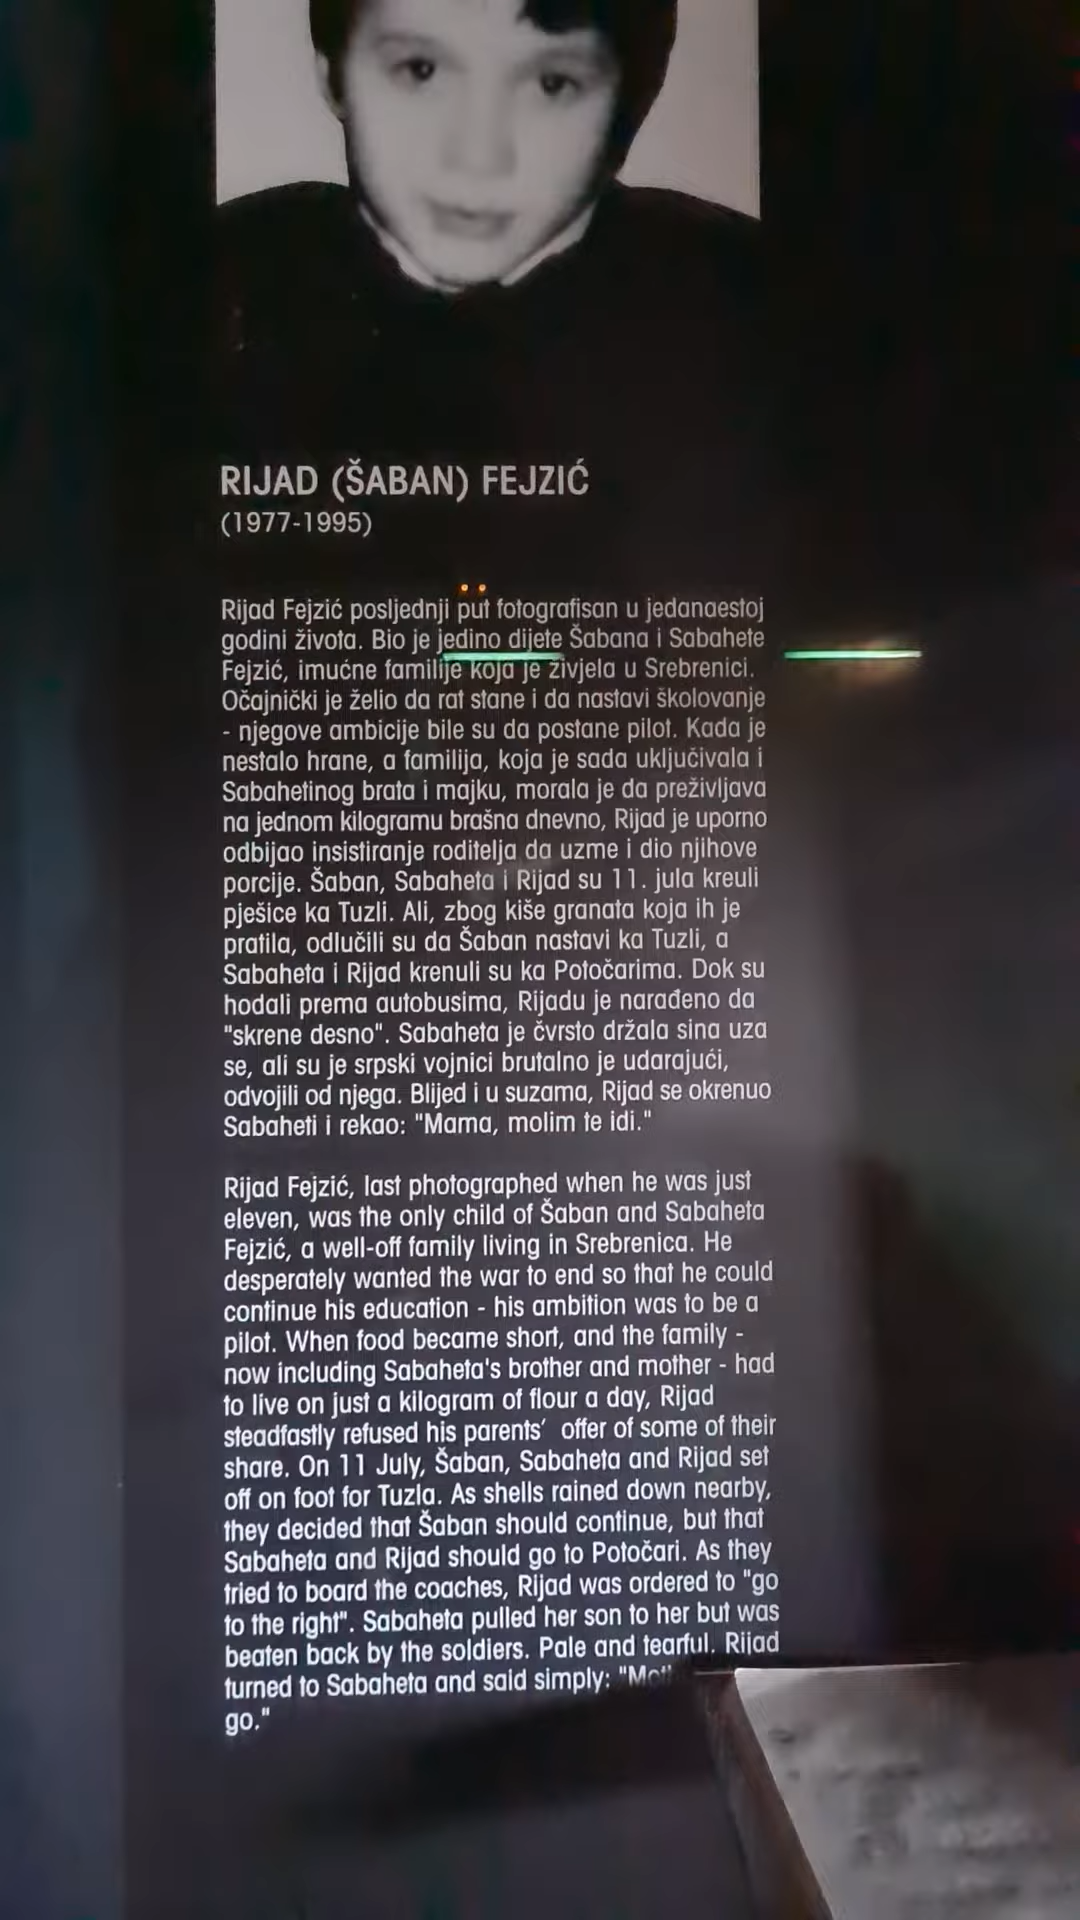 RIJAD (ŠABAN) FEJZIĆ
(1977-1995)
Rijad Fejzić posljednji put fotografisan u jedanaestoj
godini života. Bio je jedino dijete Šabana i Sabahete
Fejzić, imućne familije koja je živjela u Srebrenici.
Očajnički je želio da rat stane i da nastavi školovanje
- njegove ambicije bile su da postane pilot. Kada je
nestalo hrane, a familija, koja je sada uključivala i
Sabahetinog brata i majku, morala je da preživljava
na jednom kilogramu brašna dnevno, Rijad je uporno
odbijao insistiranje roditelja da uzme i dio njihove
porcije. Šaban, Sabaheta i Rijad su 11. jula kreuli
pješice ka Tuzli. Ali, zbog kiše granata koja ih je
pratila, odlučili su da Šaban nastavi ka Tuzli, a
Sabaheta i Rijad krenuli su ka Potočarima. Dok su
hodali prema autobusima, Rijadu je narađeno da
"skrene desno". Sabaheta je čvrsto držala sina uza
se, ali su je srpski vojnici brutalno je udarajući,
odvojili od njega. Blijed i u suzama, Rijad se okrenuo
Sabaheti i rekao: "Mama, molim te idi."
Rijad Fejzić, last photographed when he was just
eleven, was the only child of Šaban and Sabaheta
Fejzić, a well-off family living in Srebrenica. He
desperately wanted the war to end so that he could
continue his education - his ambition was to be a
pilot. When food became short, and the family -
now including Sabaheta's brother and mother - had
to live on just a kilogram of flour a day, Rijad
steadfastly refused his parents' offer of some of their
share. On 11 July, Šaban, Sabaheta and Rijad set
off on foot for Tuzla. As shells rained down nearby,
they decided that Šaban should continue, but that
Sabaheta and Rijad should go to Potočari. As they
tried to board the coaches, Rijad was ordered to "go
to the right". Sabaheta pulled her son to her but was
beaten back by the soldiers. Pale and tearful, Rijad
turned to Sabaheta and said simply:
go."